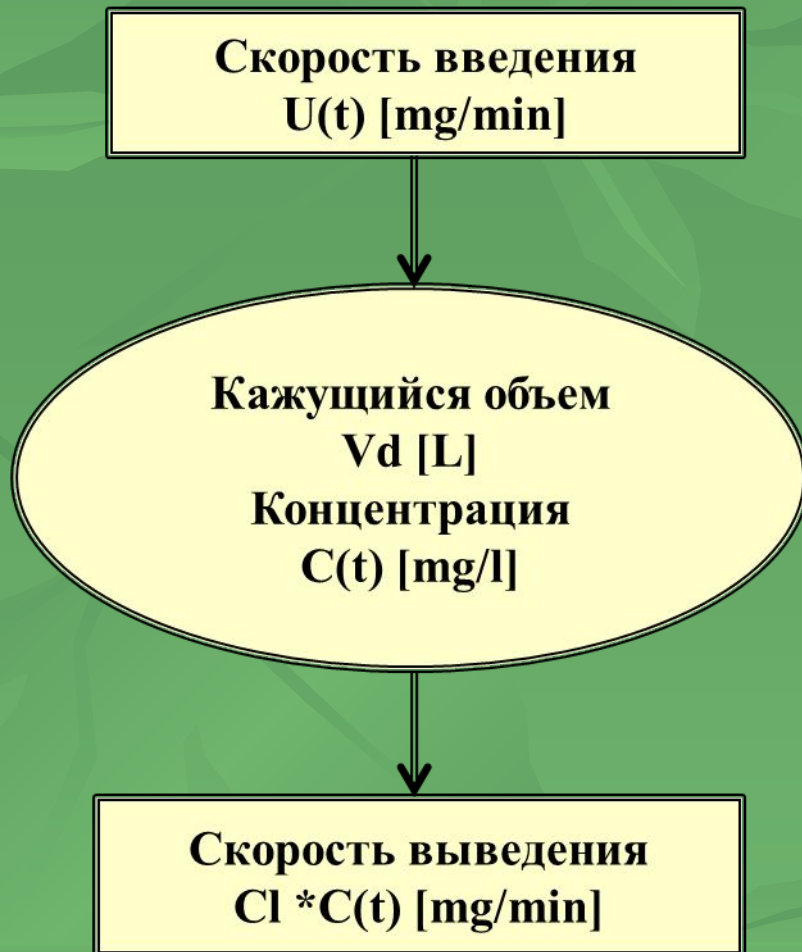 Скорость введения
U(t) [mg/min]
Кажущийся объем
Vd [L]
Концентрация
C(t) [mg/l]
Скорость выведения
Cl *C(t) [mg/min]